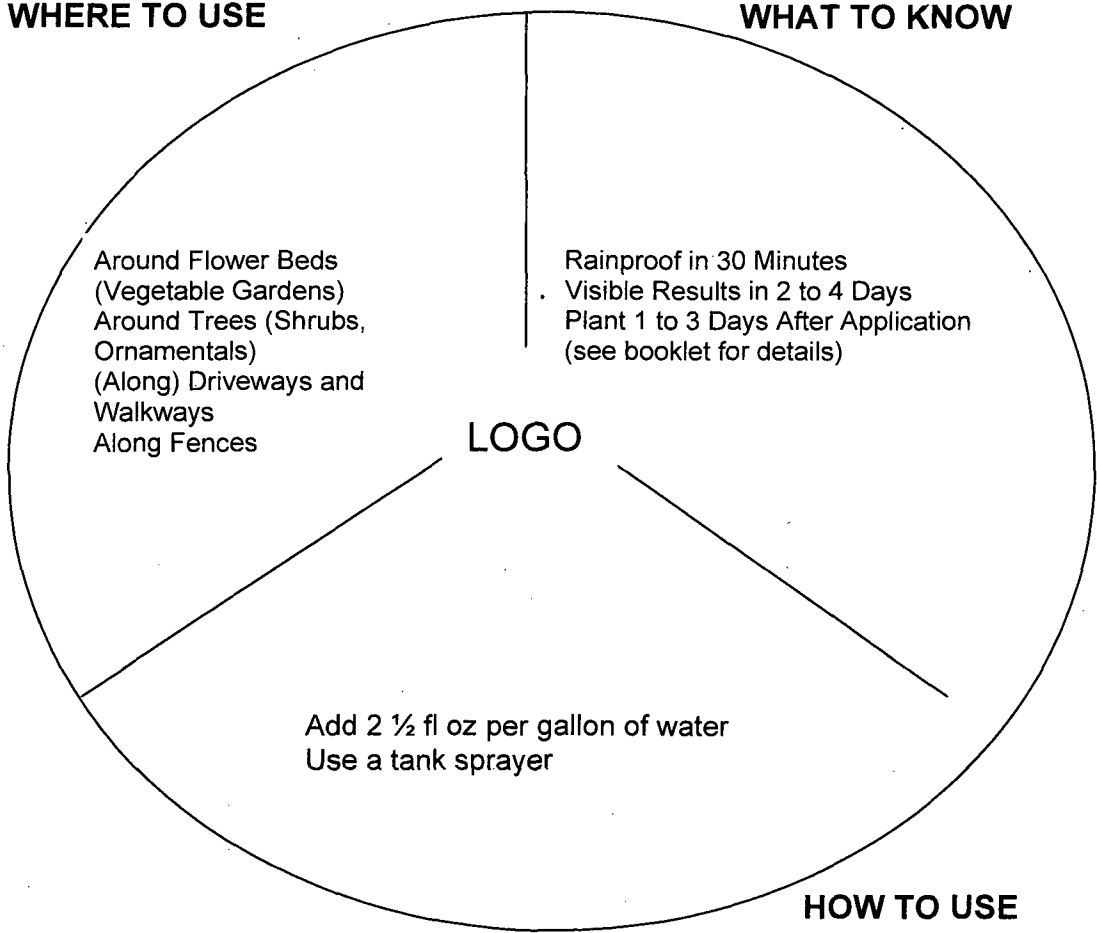 WHERE TO USE
WHAT TO KNOW
Around Flower Beds
(Vegetable Gardens)
Around Trees (Shrubs,
Ornamentals)
(Along) Driveways and
Walkways
Along Fences
Rainproof in 30 Minutes
Visible Results in 2 to 4 Days
Plant 1 to 3 Days After Application
(see booklet for details)
LOGO
Add 2 ½ fl oz per gallon of water
Use a tank sprayer
HOW TO USE